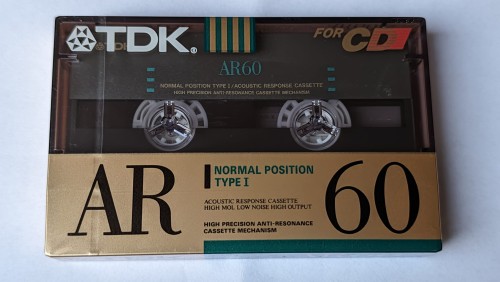 TDK
FOR CD
AR60
NORMAL POSITION TYPE I/ACOUSTIC RESPONSE CASSETTE
HIGH PRECISION ANTI-RESONANCE CASSETTE MECHANISM
AR
NORMAL POSITION
TYPE I
ACOUSTIC RESPONSE CASSETTE
HIGH MOL LOW NOISE HIGH OUTPUT
HIGH PRECISION ANTI-RESONANCE
CASSETTE MECHANISM
60